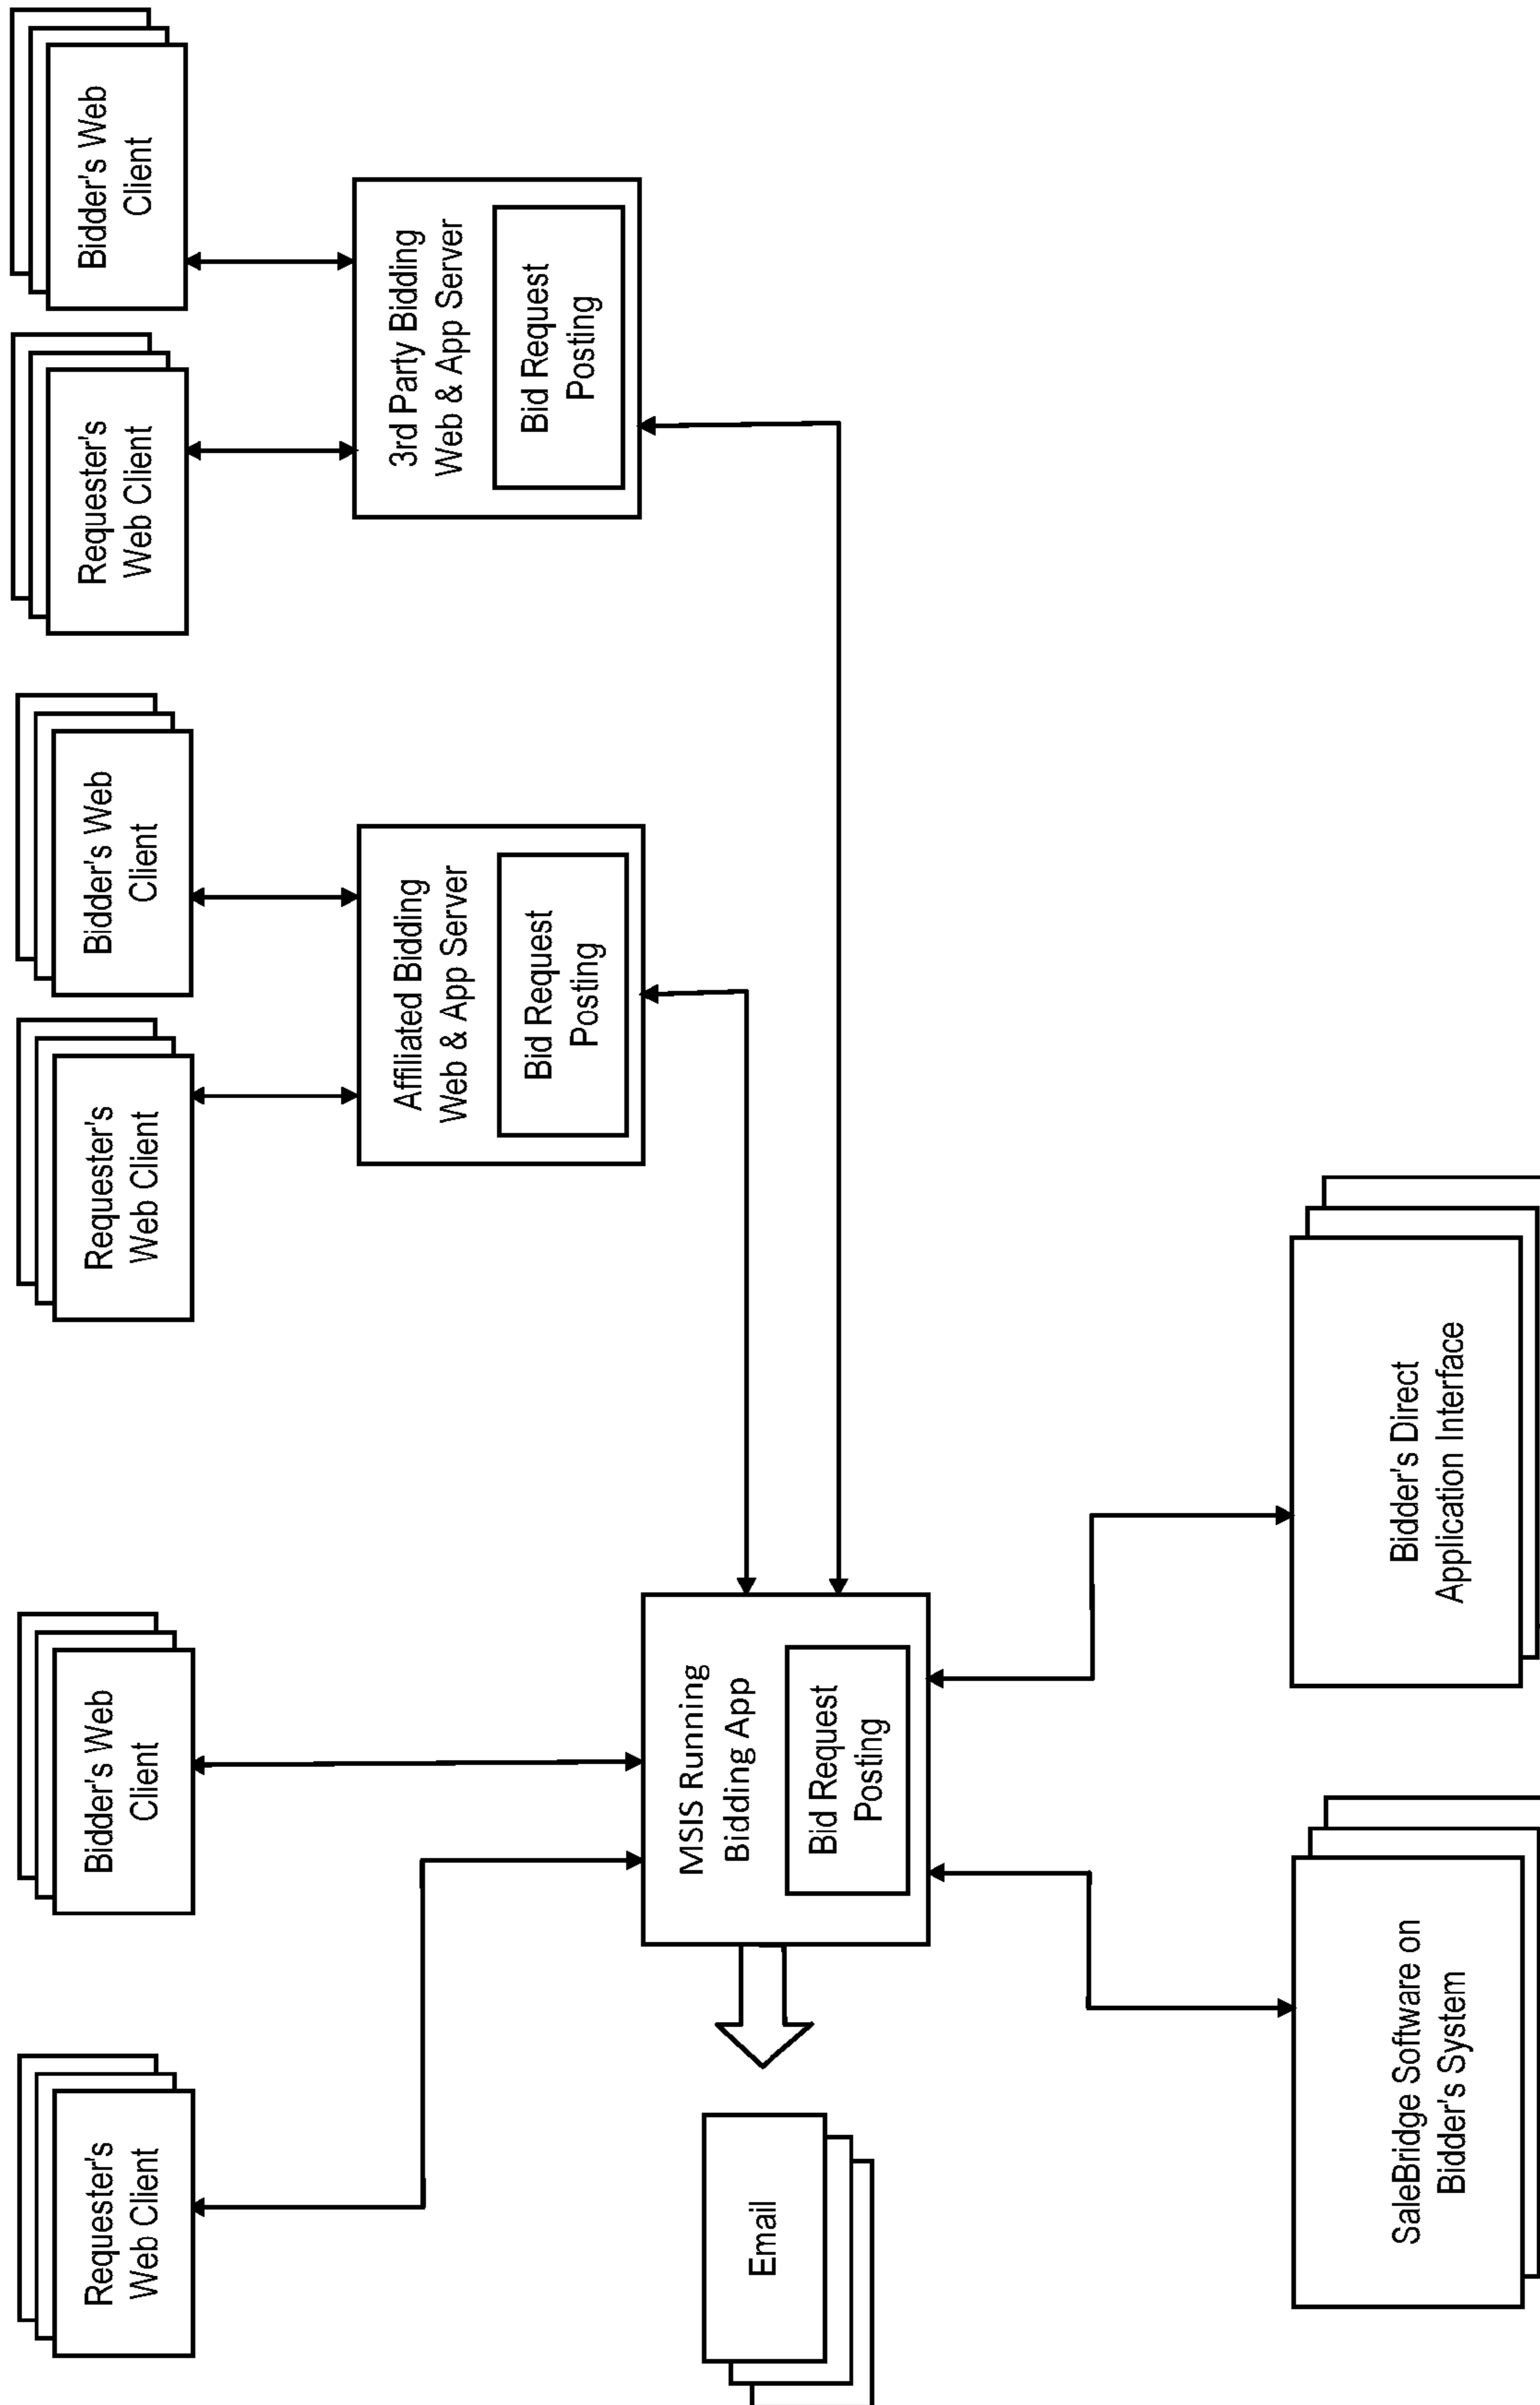 Requester's
Web Client
Bidder's Web
Client
Requester's
Web Client
Bidder's Web
Client
Requester's
Web Client
Bidder's Web
Client
Affiliated Bidding
Web & App Server
Bid Request
Posting
3rd Party Bidding
Web & App Server
Bid Request
Posting
Email
MSIS Running
Bidding App
Bid Request
Posting
SaleBridge Software on
Bidder's System
Bidder's Direct
Application Interface